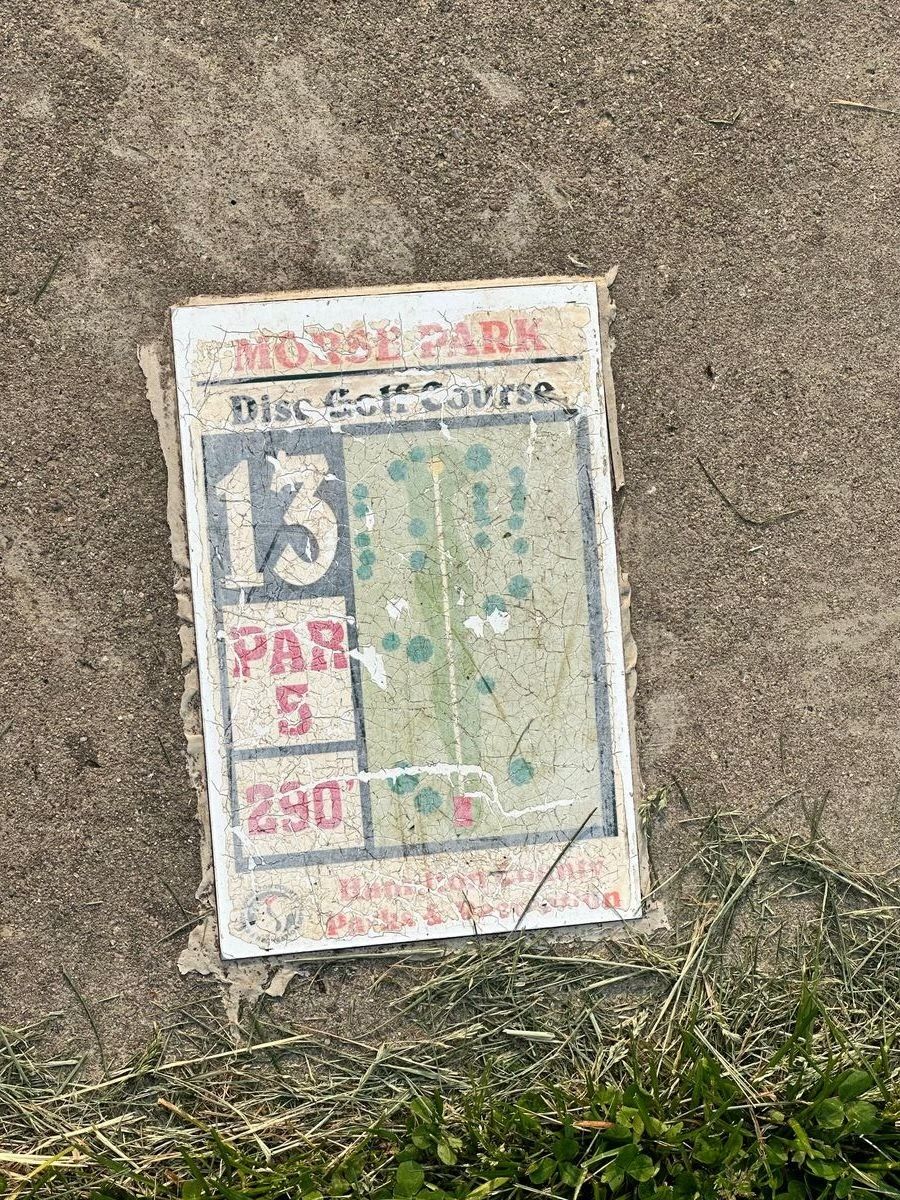 MORSE PARK
Disc Golf Course
13
PAR
5
290'
Hamilton County
Parks & Recreation